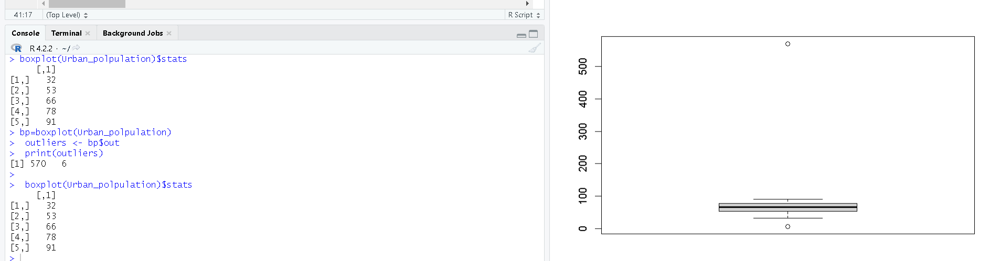 41:17 (Top Level) R Script
Console Terminal Background Jobs
R 4.2.2 · ~/
> boxplot(Urban_polpulation)$stats
[,1]
[1,] 32
[2,] 53
[3,] 66
[4,] 78
[5,] 91
> bp=boxplot(Urban_polpulation)
> outliers <- bp$out
> print(outliers)
[1] 570 6
>
> boxplot(Urban_polpulation)$stats
[,1]
[1,] 32
[2,] 53
[3,] 66
[4,] 78
[5,] 91
>
500
400
300
200
100
0